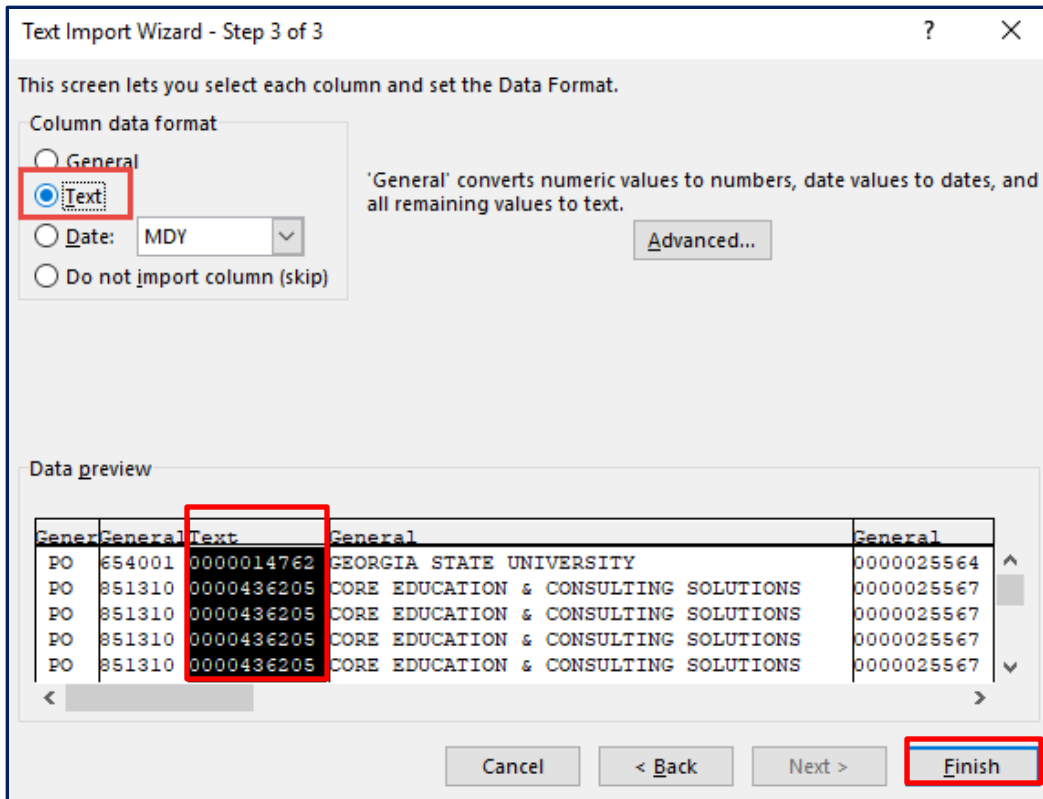 Text Import Wizard - Step 3 of 3 ?
This screen lets you select each column and set the Data Format.
Column data format
General
Text
Date: MDY
Do not import column (skip)
'General' converts numeric values to numbers, date values to dates, and
all remaining values to text.
Advanced...
Data preview
Gener General Text General General
PO 654001 0000014762 GEORGIA STATE UNIVERSITY 0000025564
PO 851310 0000436205 CORE EDUCATION & CONSULTING SOLUTIONS 0000025567
PO 851310 0000436205 CORE EDUCATION & CONSULTING SOLUTIONS 0000025567
PO 851310 0000436205 CORE EDUCATION & CONSULTING SOLUTIONS 0000025567
PO 851310 0000436205 CORE EDUCATION & CONSULTING SOLUTIONS 0000025567
Cancel < Back Next > Finish